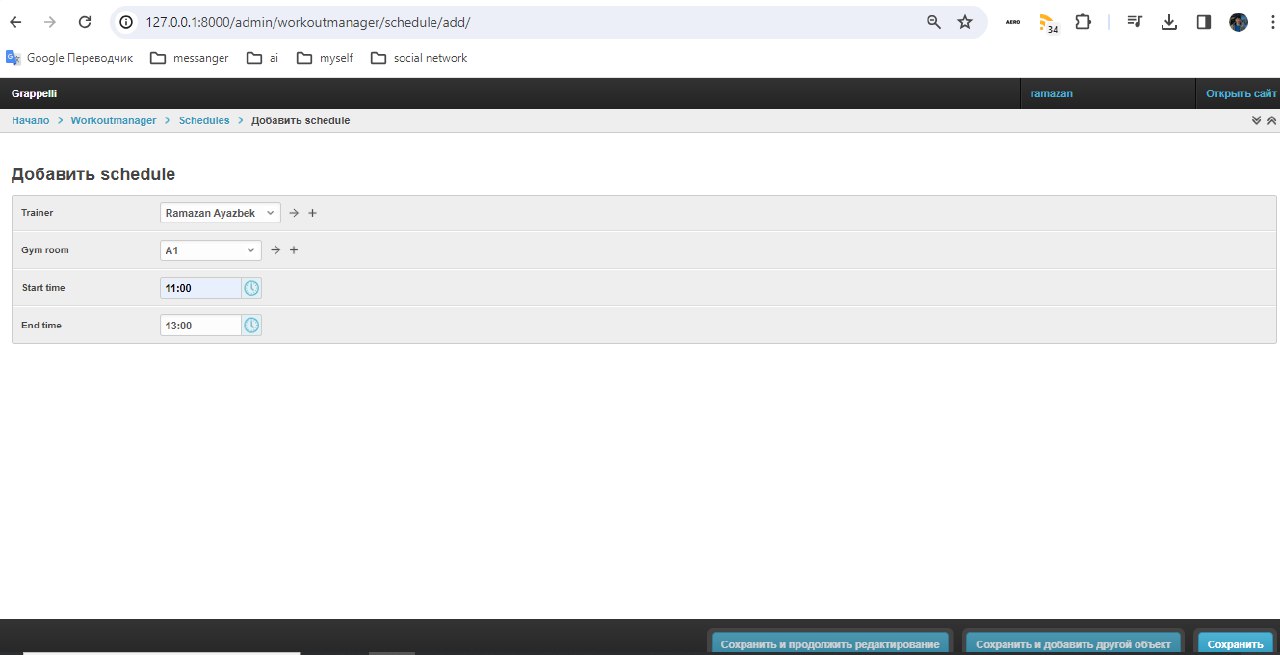 127.0.0.1:8000/admin/workoutmanager/schedule/add/
AERO
34
Google Переводчик messanger ai myself social network
Grappelli ramazan Открыть сайт
Начало > Workoutmanager > Schedules > Добавить schedule
Добавить schedule
Trainer Ramazan Ayazbek
Gym room A1
Start time 11:00
End time 13:00
Сохранить и продолжить редактирование Сохранить и добавить другой объект Сохранить